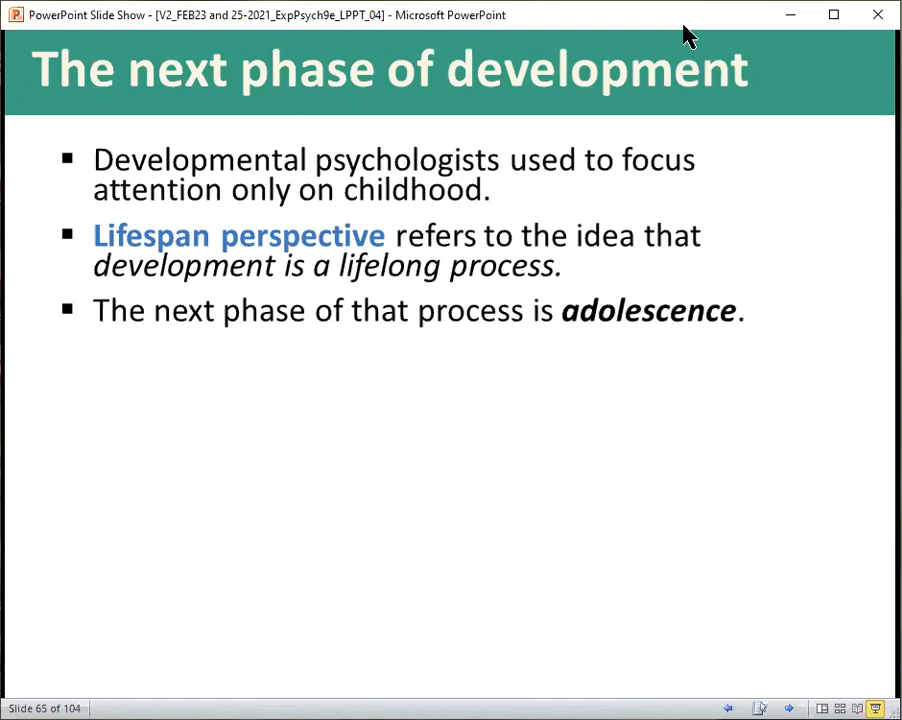 PowerPoint Slide Show - [V2_FEB23 and 25-2021_ExpPsych9e_LPPT_04] - Microsoft PowerPoint
The next phase of development
▪ Developmental psychologists used to focus
attention only on childhood.
▪ Lifespan perspective refers to the idea that
development is a lifelong process.
▪ The next phase of that process is adolescence.
Slide 65 of 104